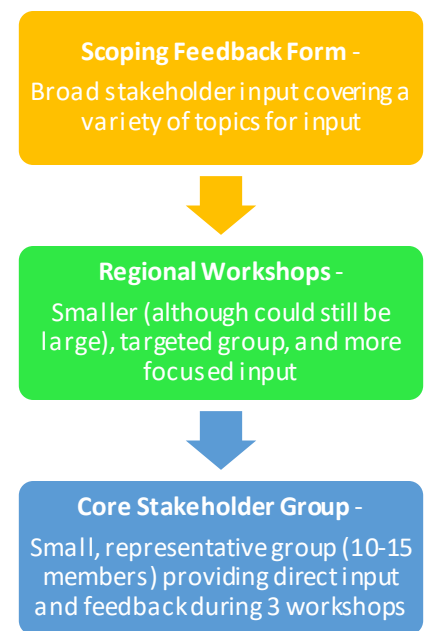 Scoping Feedback Form -
Broad stakeholder input covering a
variety of topics for input
Regional Workshops -
Smaller (although could still be
large), targeted group, and more
focused input
Core Stakeholder Group -
Small, representative group (10-15
members) providing direct input
and feedback during 3 workshops